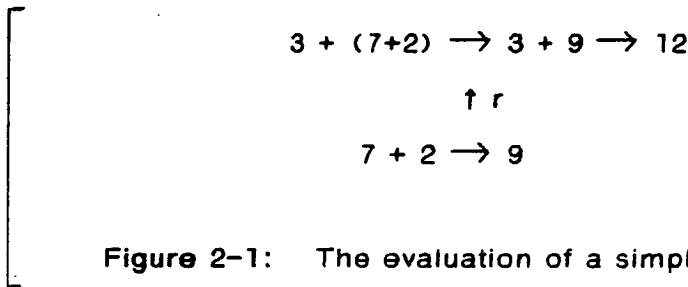 3 + (7+2) → 3 + 9 → 12
↑ r
7 + 2 → 9
Figure 2-1: The evaluation of a simpl